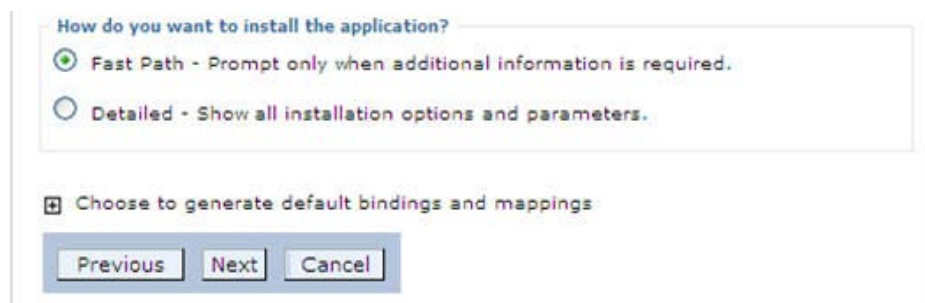 How do you want to install the application?
Fast Path - Prompt only when additional information is required.
Detailed - Show all installation options and parameters.
Choose to generate default bindings and mappings
Previous Next Cancel